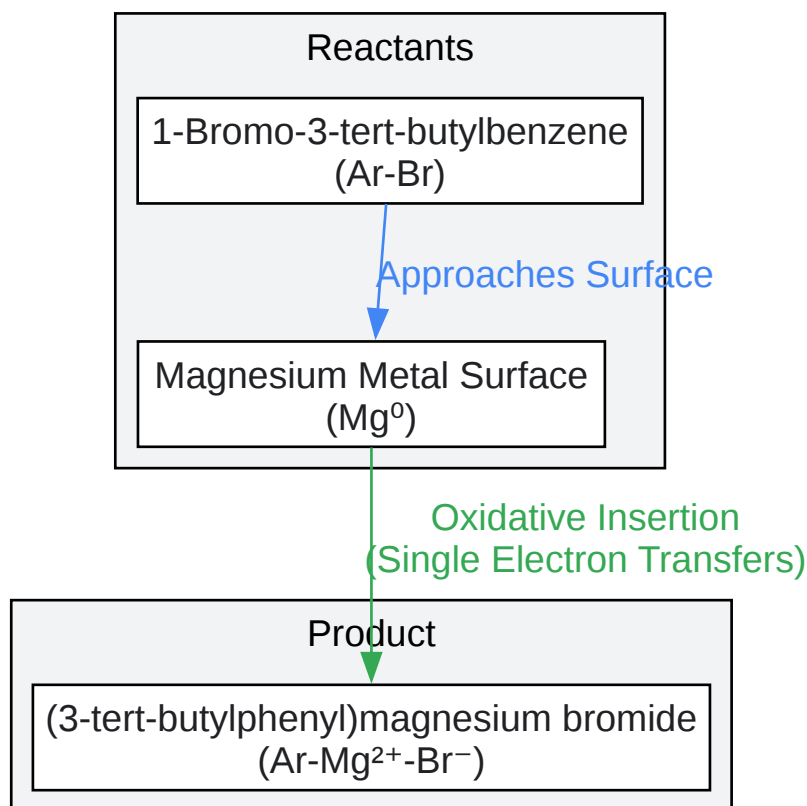 Reactants
1-Bromo-3-tert-butylbenzene
(Ar-Br)
Approaches Surface
Magnesium Metal Surface
(Mg⁰)
Oxidative Insertion
(Single Electron Transfers)
Product
(3-tert-butylphenyl)magnesium bromide
(Ar-Mg²⁺-Br⁻)